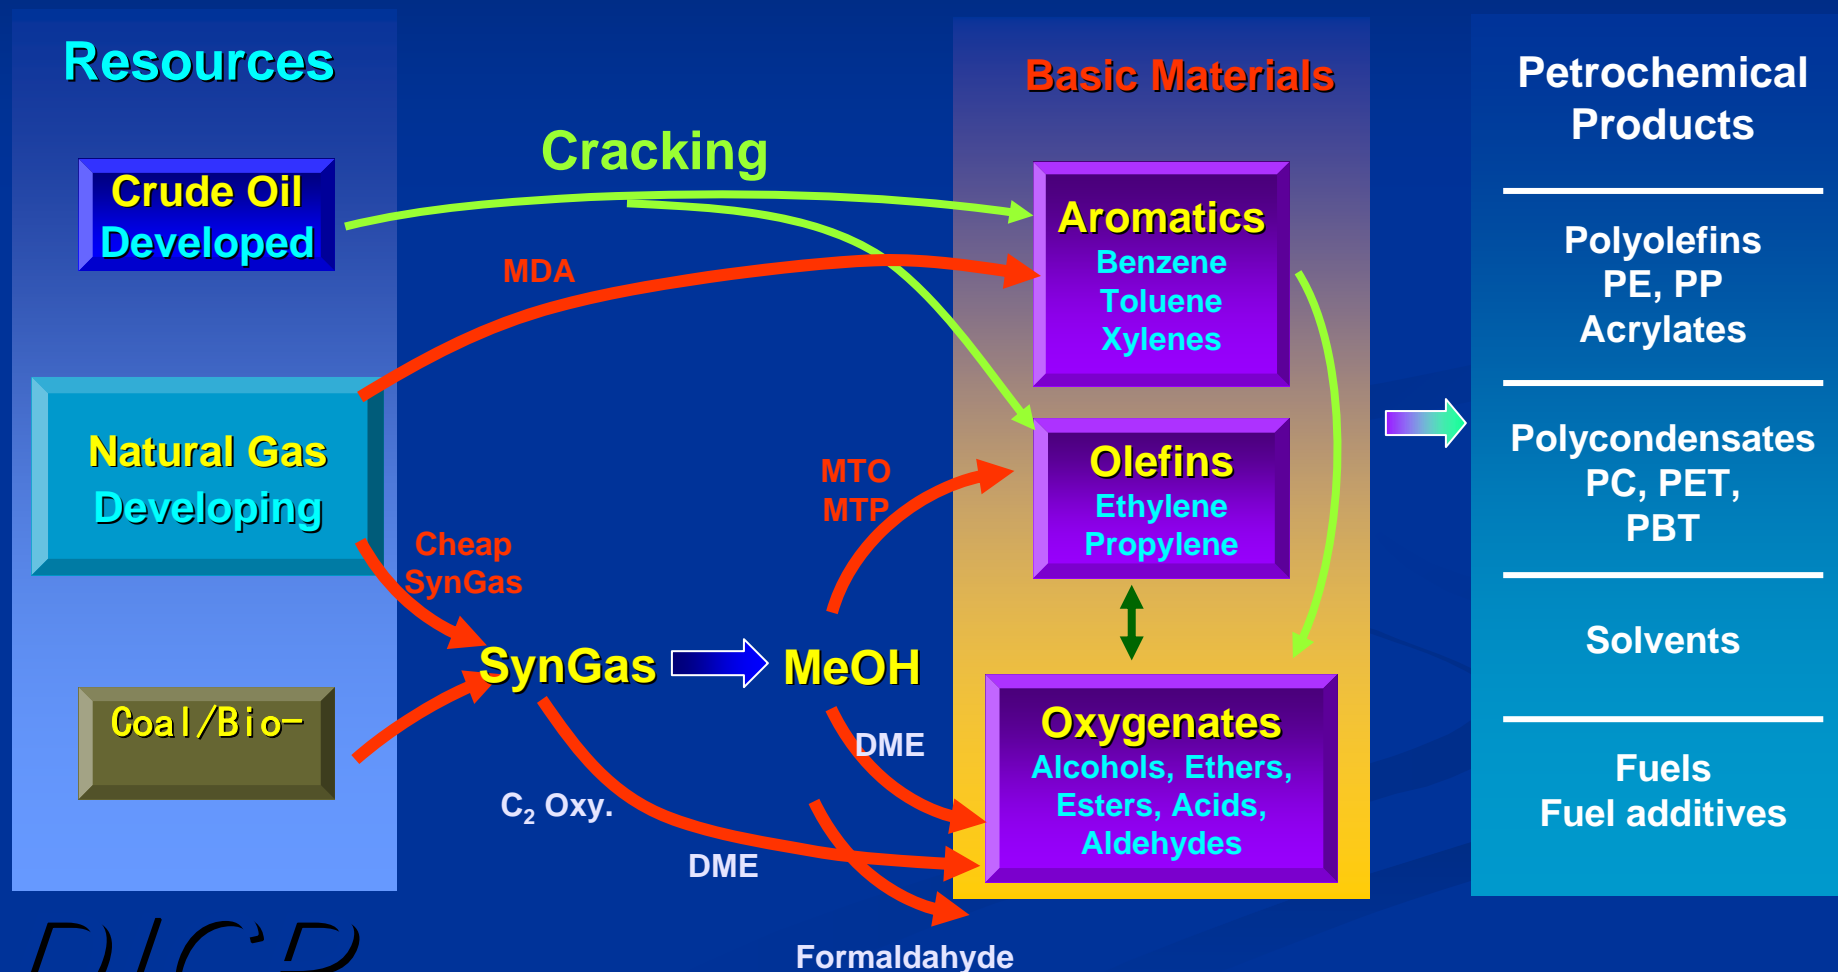 Resources
Crude Oil
Developed
Natural Gas
Developing
Coal/Bio-
Cracking
MDA
Cheap
SynGas
SynGas
MeOH
MTO
MTP
DME
C₂ Oxy.
DME
Formaldahyde
Basic Materials
Aromatics
Benzene
Toluene
Xylenes
Olefins
Ethylene
Propylene
Oxygenates
Alcohols, Ethers,
Esters, Acids,
Aldehydes
Petrochemical
Products
Polyolefins
PE, PP
Acrylates
Polycondensates
PC, PET,
PBT
Solvents
Fuels
Fuel additives
DICP